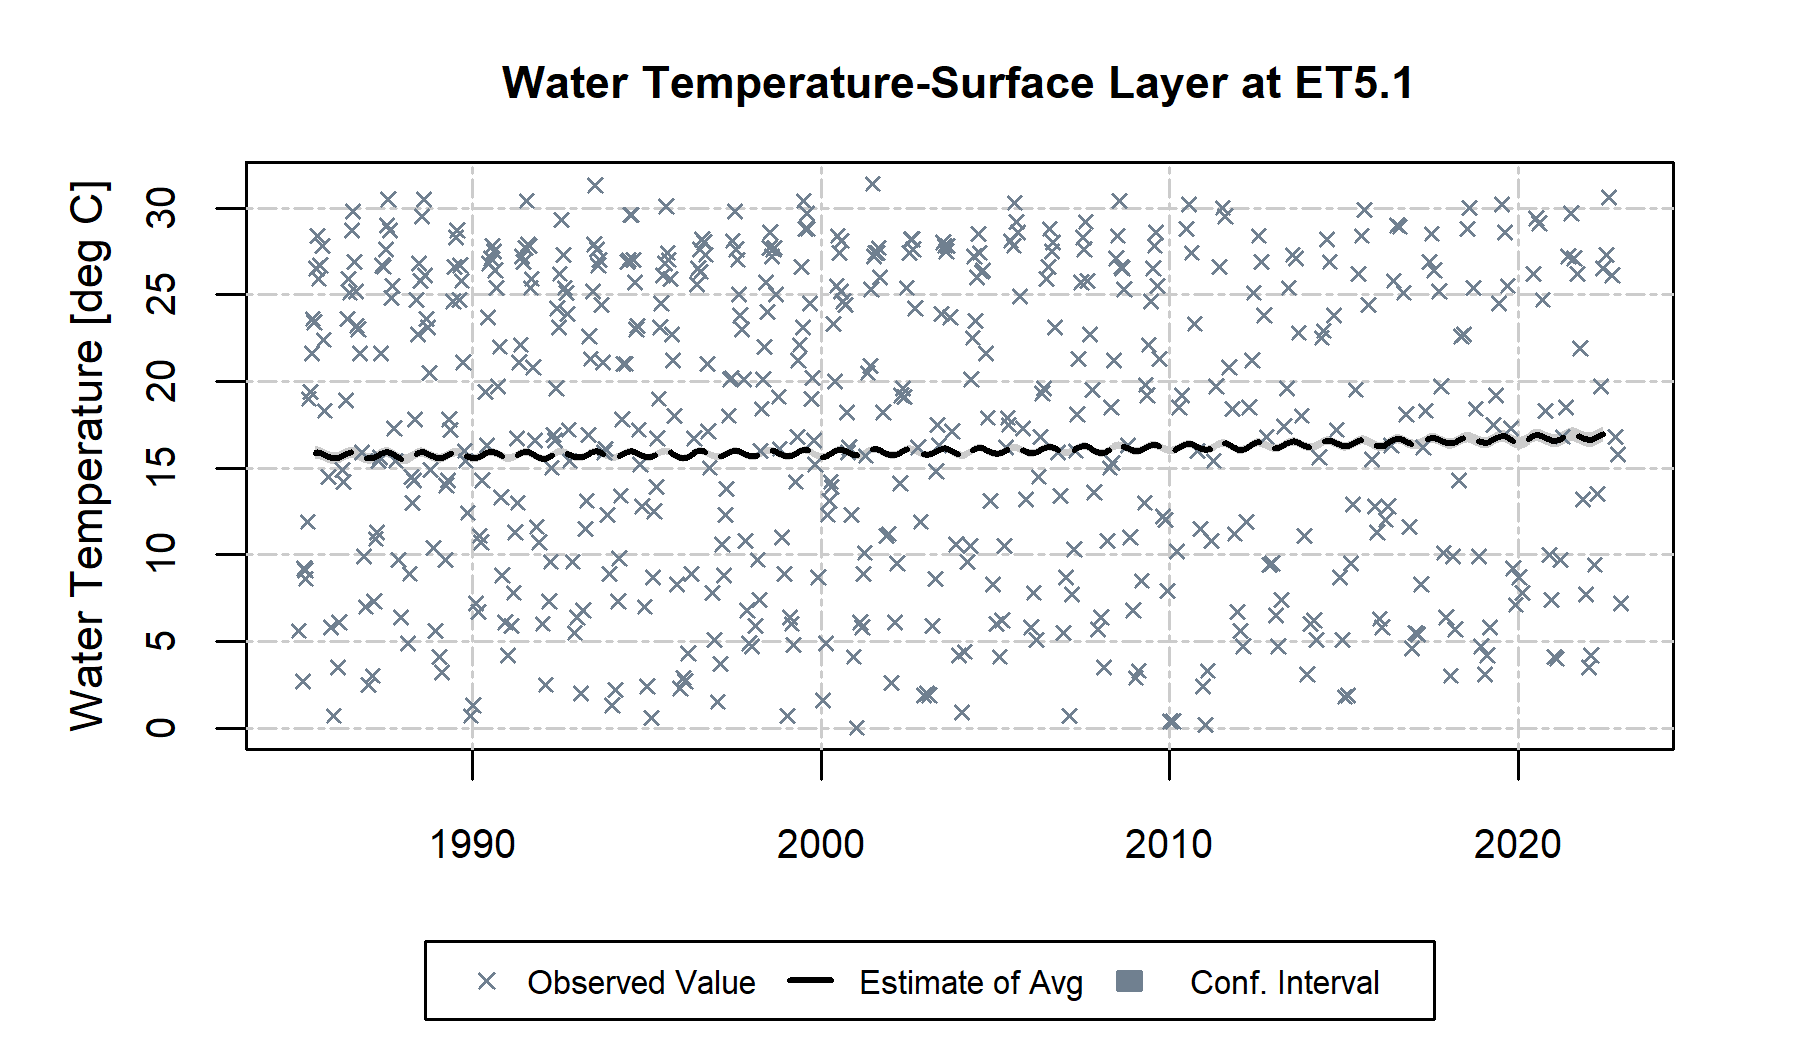 Water Temperature-Surface Layer at ET5.1
Water Temperature [deg C]
30
25
20
15
10
5
0
1990 2000 2010 2020
Observed Value Estimate of Avg Conf. Interval